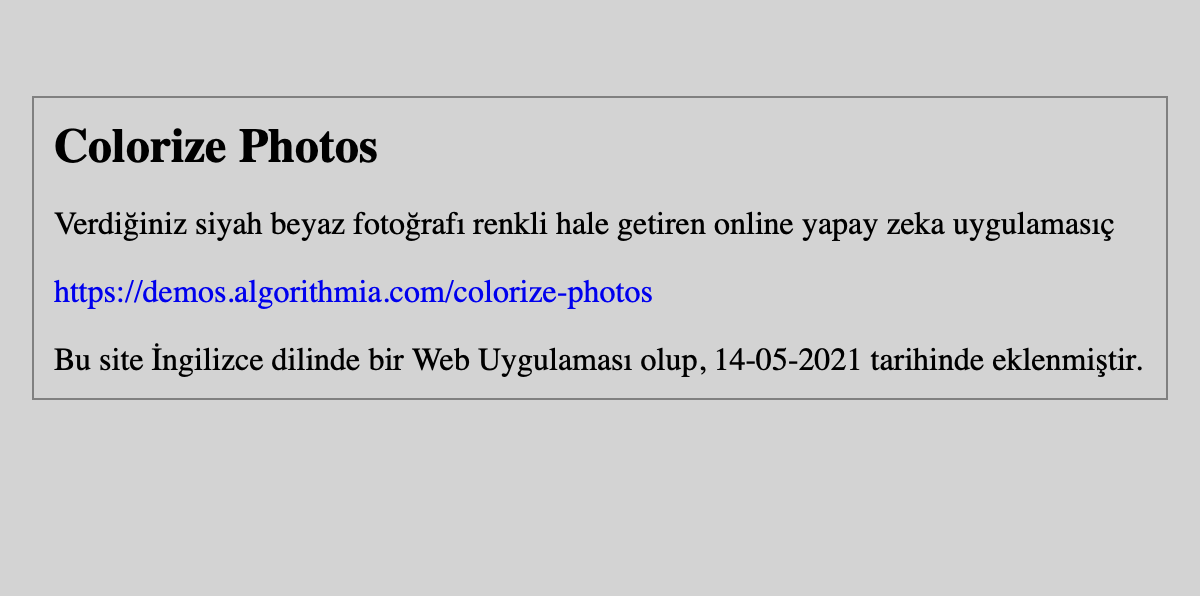 Colorize Photos
Verdiğiniz siyah beyaz fotoğrafı renkli hale getiren online yapay zeka uygulamasıç
https://demos.algorithmia.com/colorize-photos
Bu site İngilizce dilinde bir Web Uygulaması olup, 14-05-2021 tarihinde eklenmiştir.